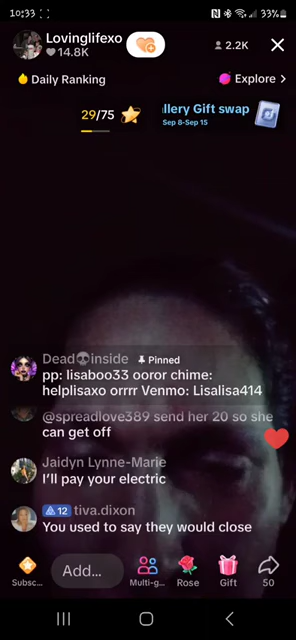 10:33
33%
Lovinglifexo
14.8K
2.2K
Daily Ranking
Explore >
29/75
llery Gift swap
Sep 8-Sep 15
Dead💀inside Pinned
pp: lisaboo33 ooror chime:
helplisaxo orrr Venmo: Lisalisa414
@spreadlove389 send her 20 so she
can get off
Jaidyn Lynne-Marie
I'll pay your electric
12 tiva.dixon
You used to say they would close
Subsc...
Add...
Multi-g...
Rose
Gift
50